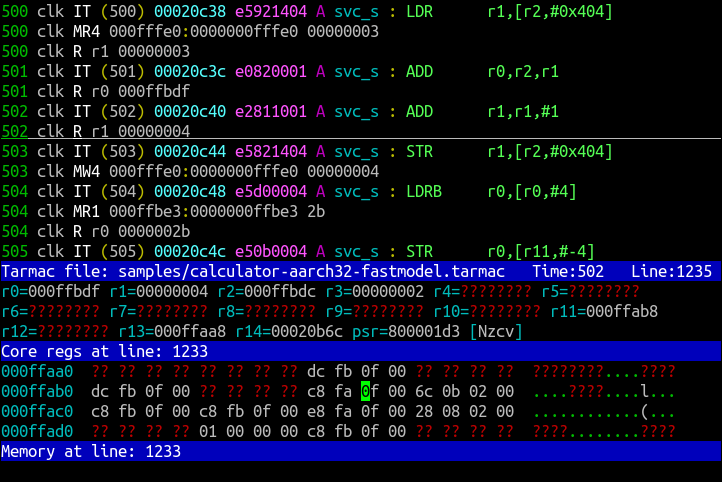 500 clk IT (500) 00020c38 e5921404 A svc_s : LDR      r1,[r2,#0x404]
500 clk MR4 000fffe0:0000000fffe0 00000003
500 clk R r1 00000003
501 clk IT (501) 00020c3c e0820001 A svc_s : ADD      r0,r2,r1
501 clk R r0 000ffbdf
502 clk IT (502) 00020c40 e2811001 A svc_s : ADD      r1,r1,#1
502 clk R r1 00000004
503 clk IT (503) 00020c44 e5821404 A svc_s : STR      r1,[r2,#0x404]
503 clk MW4 000fffe0:0000000fffe0 00000004
504 clk IT (504) 00020c48 e5d00004 A svc_s : LDRB     r0,[r0,#4]
504 clk MR1 000ffbe3:0000000ffbe3 2b
504 clk R r0 0000002b
505 clk IT (505) 00020c4c e50b0004 A svc_s : STR      r0,[r11,#-4]
Tarmac file: samples/calculator-aarch32-fastmodel.tarmac   Time:502   Line:1235
r0=000ffbdf r1=00000004 r2=000ffbdc r3=00000002 r4=???????? r5=????????
r6=???????? r7=???????? r8=???????? r9=???????? r10=???????? r11=000ffab8
r12=???????? r13=000ffaa8 r14=00020b6c psr=800001d3 [Nzcv]
Core regs at line: 1233
000ffaa0  ?? ?? ?? ?? ?? ?? ?? ?? dc fb 0f 00 ?? ?? ?? ??  ????????....????
000ffab0  dc fb 0f 00 ?? ?? ?? ?? c8 fa 0f 00 6c 0b 02 00  ....????....l...
000ffac0  c8 fb 0f 00 c8 fb 0f 00 e8 fa 0f 00 28 08 02 00  ............(...
000ffad0  ?? ?? ?? ?? 01 00 00 00 c8 fb 0f 00 ?? ?? ?? ??  ????........????
Memory at line: 1233